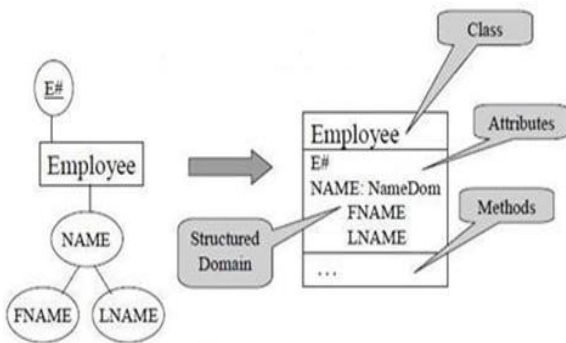 E#
Employee
NAME
FNAME
LNAME
Class
Employee
E#
NAME: NameDom
FNAME
LNAME
...
Attributes
Methods
Structured
Domain